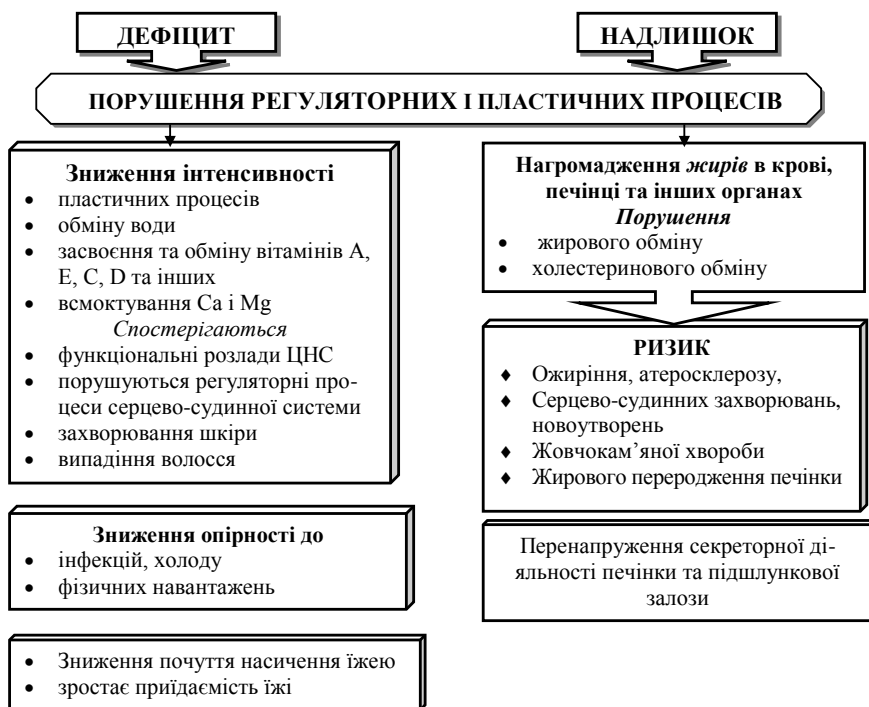 ДЕФІЦИТ
НАДЛИШОК
ПОРУШЕННЯ РЕГУЛЯТОРНИХ І ПЛАСТИЧНИХ ПРОЦЕСІВ
Зниження інтенсивності
• пластичних процесів
• обміну води
• засвоєння та обміну вітамінів А,
Е, С, D та інших
• всмоктування Ca і Mg
Спостерігаються
• функціональні розлади ЦНС
• порушуються регуляторні про-
цеси серцево-судинної системи
• захворювання шкіри
• випадіння волосся
Зниження опірності до
• інфекцій, холоду
• фізичних навантажень
• Зниження почуття насичення їжею
• зростає приїдаємість їжі
Нагромадження жирів в крові,
печінці та інших органах
Порушення
• жирового обміну
• холестеринового обміну
РИЗИК
♦ Ожиріння, атеросклерозу,
♦ Серцево-судинних захворювань,
новоутворень
♦ Жовчокам’яної хвороби
♦ Жирового переродження печінки
Перенапруження секреторної ді-
яльності печінки та підшлункової
залози